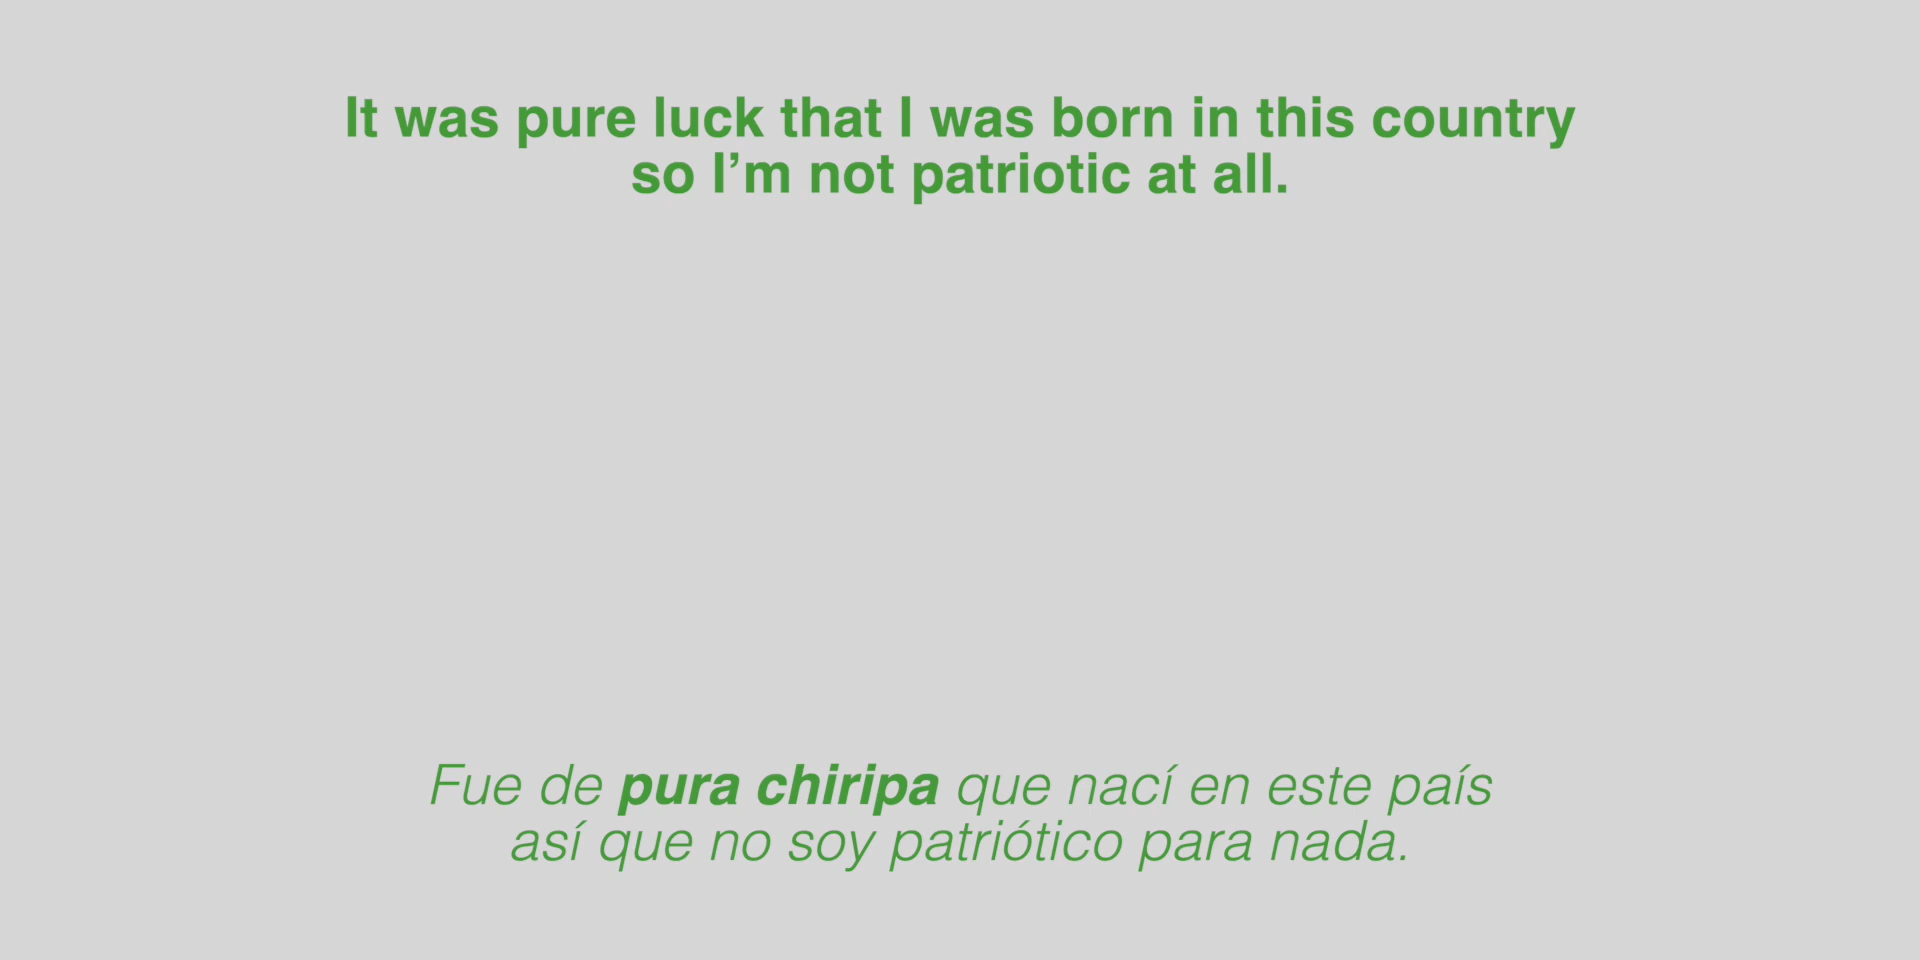 It was pure luck that I was born in this country
so I’m not patriotic at all.
Fue de pura chiripa que nací en este país
así que no soy patriótico para nada.